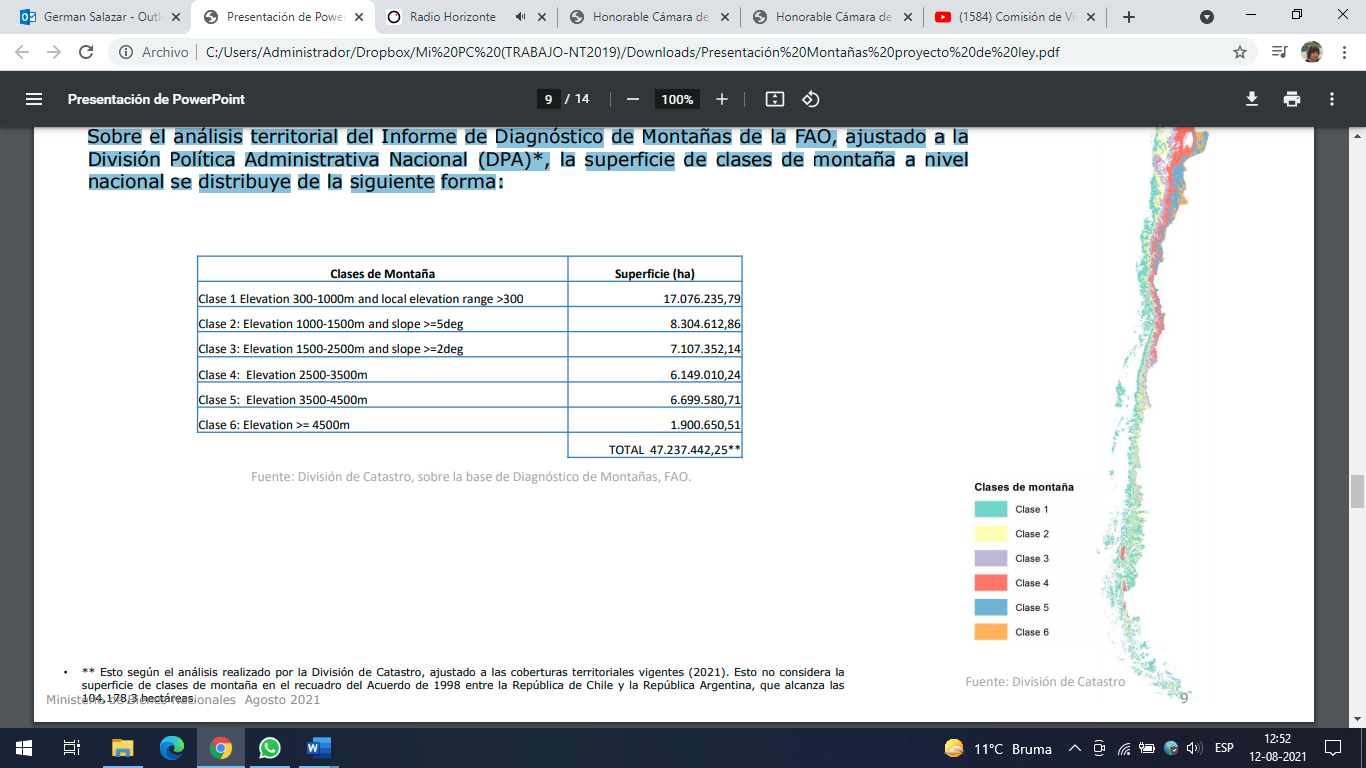 German Salazar - Outl
Presentación de Power
Radio Horizonte
Honorable Cámara de
Honorable Cámara de
(1584) Comisión de Viv
Archivo
C:/Users/Administrador/Dropbox/Mi%20PC%20(TRABAJO-NT2019)/Downloads/Presentación%20Montañas%20proyecto%20de%20ley.pdf
Presentación de PowerPoint
9 / 14
100%
Sobre el análisis territorial del Informe de Diagnóstico de Montañas de la FAO, ajustado a la
División Política Administrativa Nacional (DPA)*, la superficie de clases de montaña a nivel
nacional se distribuye de la siguiente forma:
Clases de Montaña Superficie (ha)
Clase 1 Elevation 300-1000m and local elevation range >300 17.076.235,79
Clase 2: Elevation 1000-1500m and slope >=5deg 8.304.612,86
Clase 3: Elevation 1500-2500m and slope >=2deg 7.107.352,14
Clase 4: Elevation 2500-3500m 6.149.010,24
Clase 5: Elevation 3500-4500m 6.699.580,71
Clase 6: Elevation >= 4500m 1.900.650,51
TOTAL 47.237.442,25**
Fuente: División de Catastro, sobre la base de Diagnóstico de Montañas, FAO.
Clases de montaña
Clase 1
Clase 2
Clase 3
Clase 4
Clase 5
Clase 6
Fuente: División de Catastro
• ** Esto según el análisis realizado por la División de Catastro, ajustado a las coberturas territoriales vigentes (2021). Esto no considera la
superficie de clases de montaña en el recuadro del Acuerdo de 1998 entre la República de Chile y la República Argentina, que alcanza las
104.178,3 hectáreas
Ministerio de Bienes Nacionales Agosto 2021
9
11°C Bruma
ESP
12:52
12-08-2021